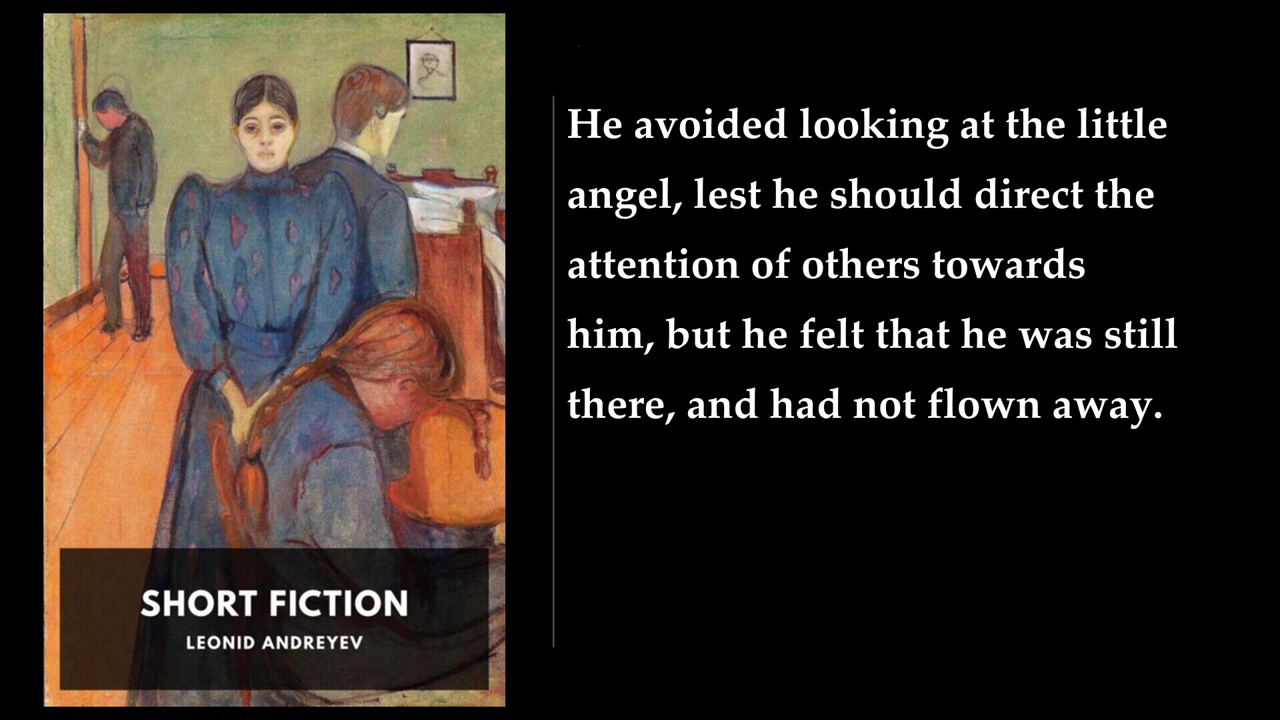 SHORT FICTION
LEONID ANDREYEV
He avoided looking at the little
angel, lest he should direct the
attention of others towards
him, but he felt that he was still
there, and had not flown away.